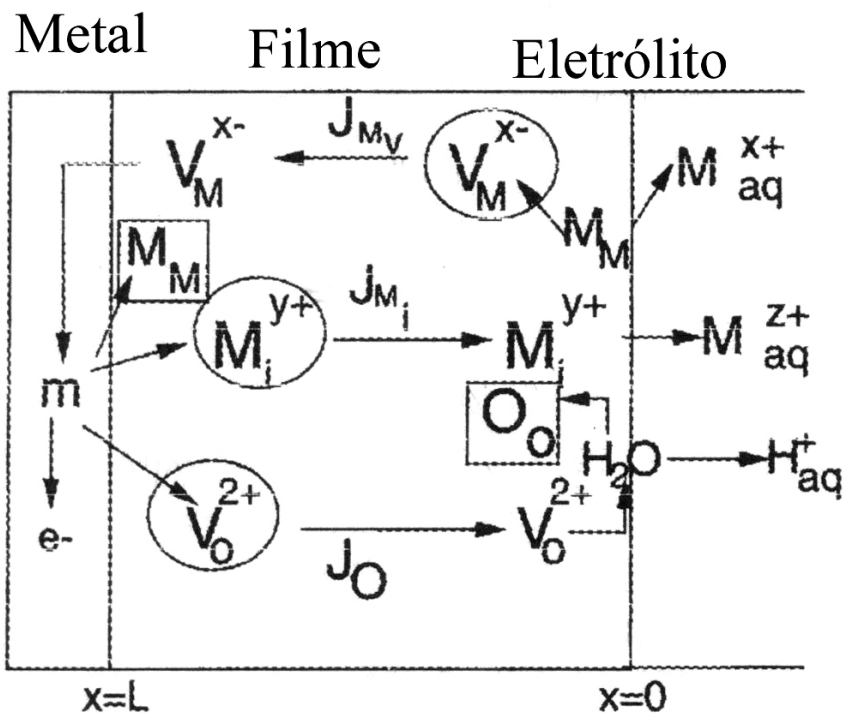 Metal Filme Eletrólito
V_M^x- J_Mv V_M^x- M_aq^x+
M_M M_M
M_i^y+ J_Mi M_i^y+ M_aq^z+
m O_O H2O H_aq^+
e- V_O^2+ J_O V_O^2+
x=L x=0